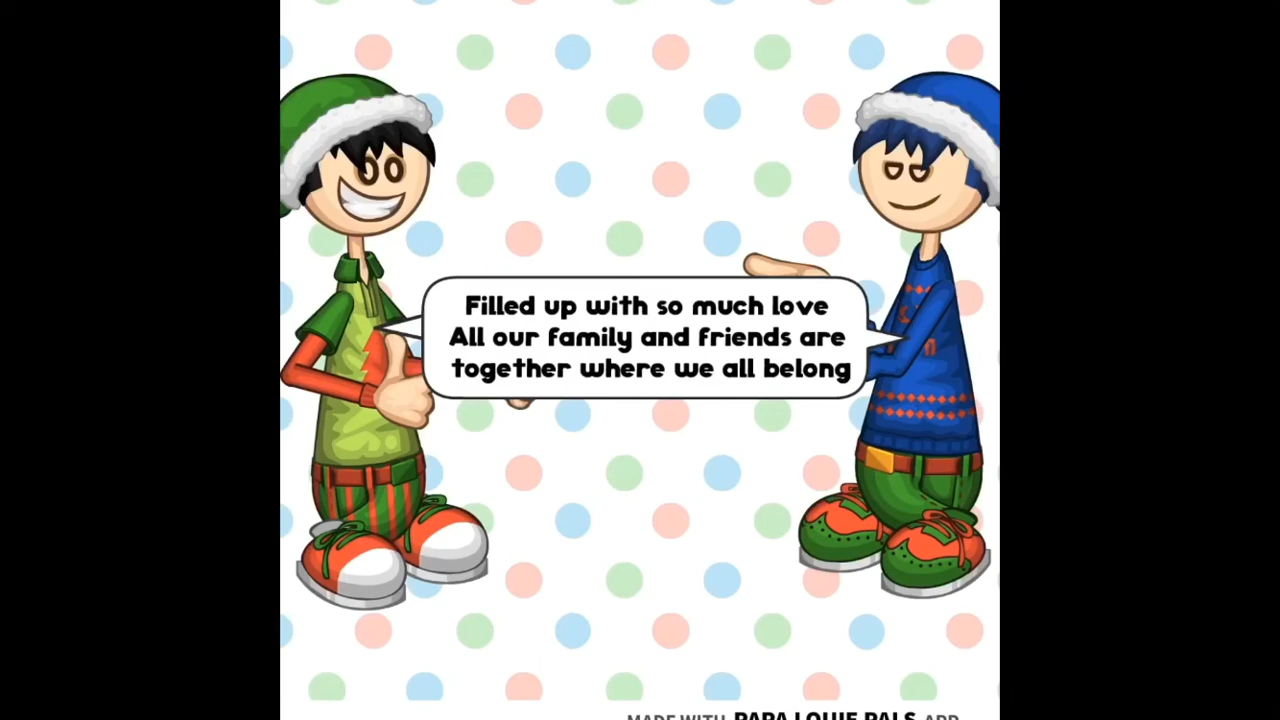 Filled up with so much love
All our family and friends are
together where we all belong
MADE WITH PAPA LOUIE PALS APP